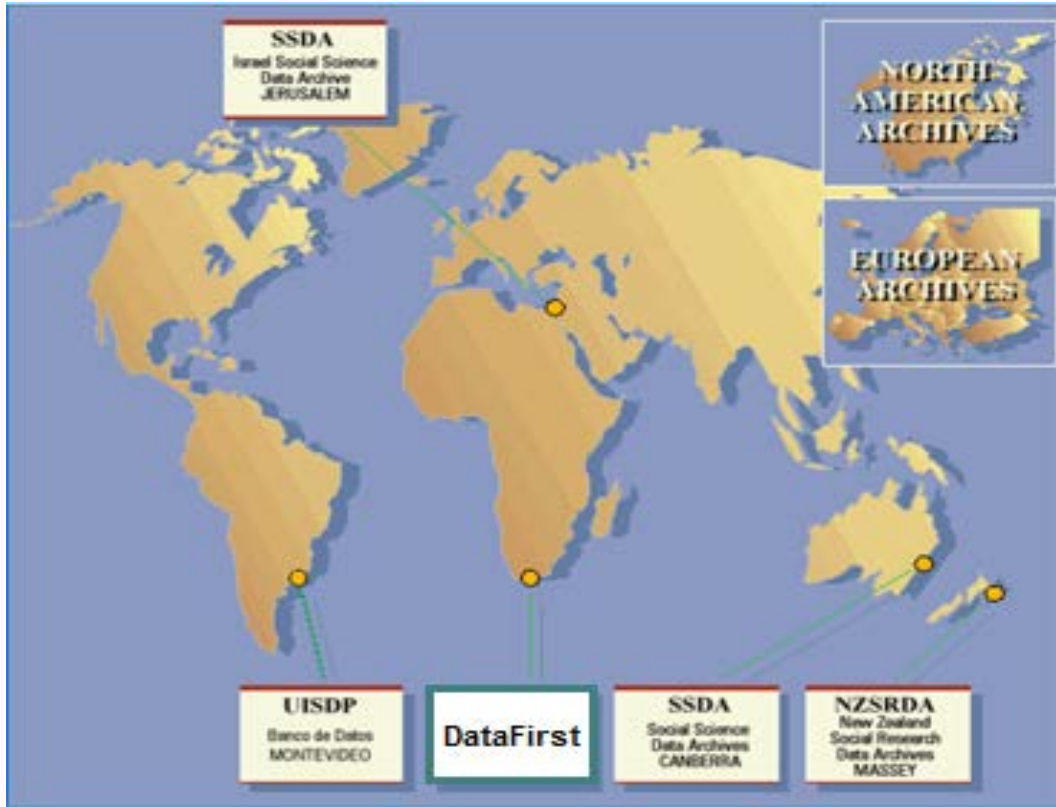 SSDA
Israel Social Science
Data Archive
JERUSALEM
NORTH
AMERICAN
ARCHIVES
EUROPEAN
ARCHIVES
UISDP
Banco de Datos
MONTEVIDEO
DataFirst
SSDA
Social Science
Data Archives
CANBERRA
NZSRDA
New Zealand
Social Research
Data Archives
MASSEY